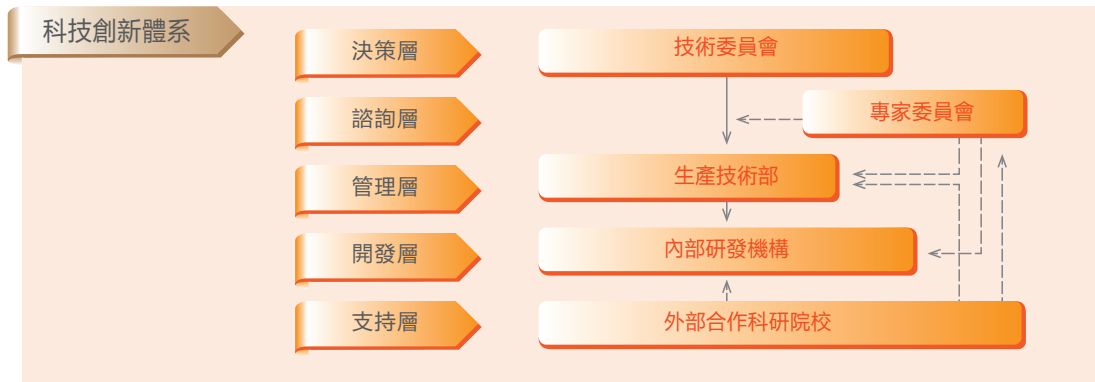 科技創新體系
決策層
技術委員會
諮詢層
專家委員會
管理層
生產技術部
開發層
內部研發機構
支持層
外部合作科研院校